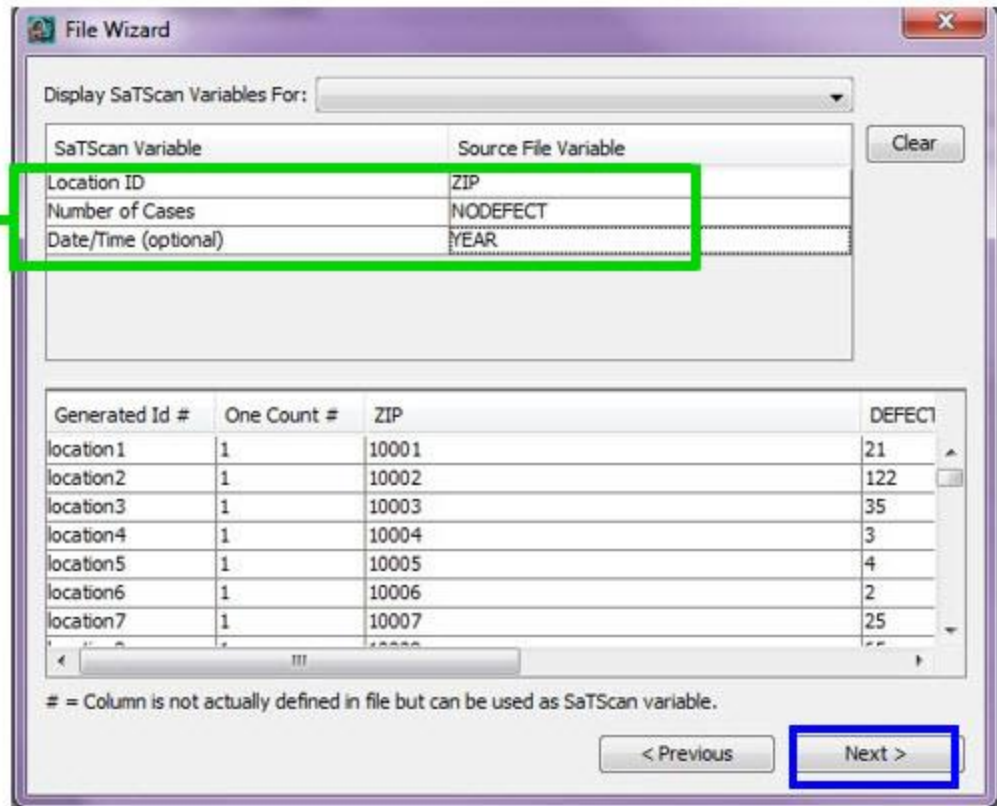 File Wizard
Display SaTScan Variables For:
SaTScan Variable Source File Variable Clear
Location ID ZIP
Number of Cases NODEFECT
Date/Time (optional) YEAR
Generated Id # One Count # ZIP DEFECT
location1 1 10001 21
location2 1 10002 122
location3 1 10003 35
location4 1 10004 3
location5 1 10005 4
location6 1 10006 2
location7 1 10007 25
# = Column is not actually defined in file but can be used as SaTScan variable.
< Previous Next >